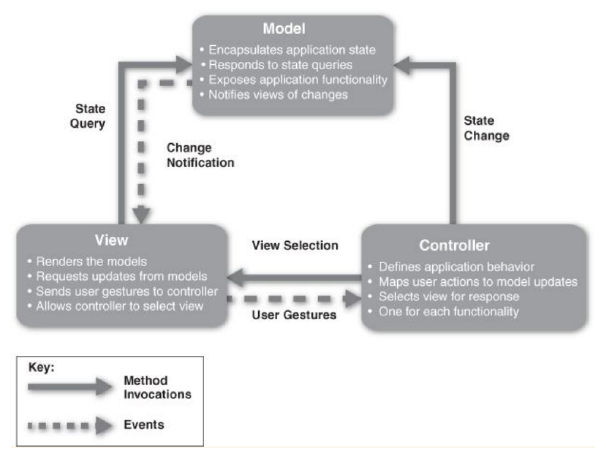 Model
• Encapsulates application state
• Responds to state queries
• Exposes application functionality
• Notifies views of changes
State
Query
Change
Notification
State
Change
View
• Renders the models
• Requests updates from models
• Sends user gestures to controller
• Allows controller to select view
View Selection
User Gestures
Controller
• Defines application behavior
• Maps user actions to model updates
• Selects view for response
• One for each functionality
Key:
Method
Invocations
Events